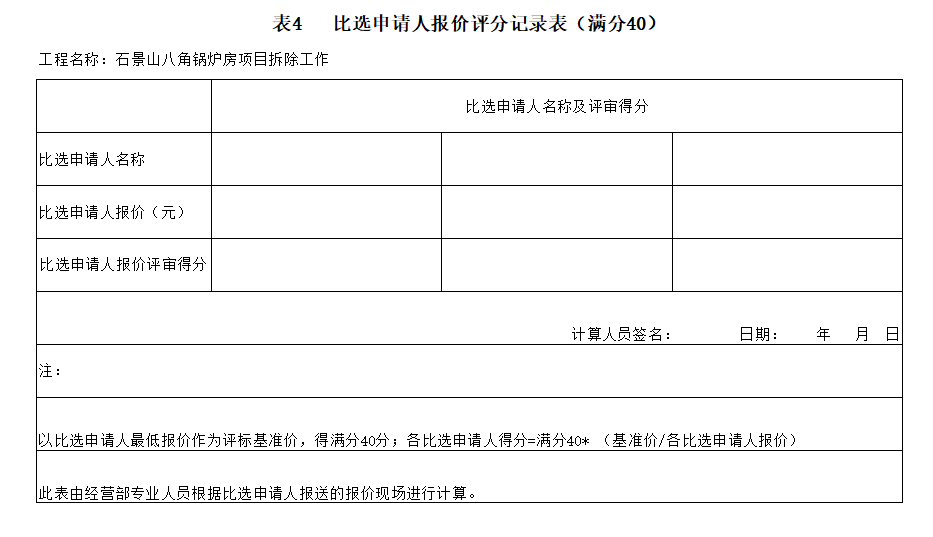 表4 比选申请人报价评分记录表（满分40）
工程名称：石景山八角锅炉房项目拆除工作
比选申请人名称及评审得分
比选申请人名称
比选申请人报价（元）
比选申请人报价评审得分
计算人员签名： 日期： 年 月 日
注：
以比选申请人最低报价作为评标基准价，得满分40分；各比选申请人得分=满分40*（基准价/各比选申请人报价）
此表由经营部专业人员根据比选申请人报送的报价现场进行计算。